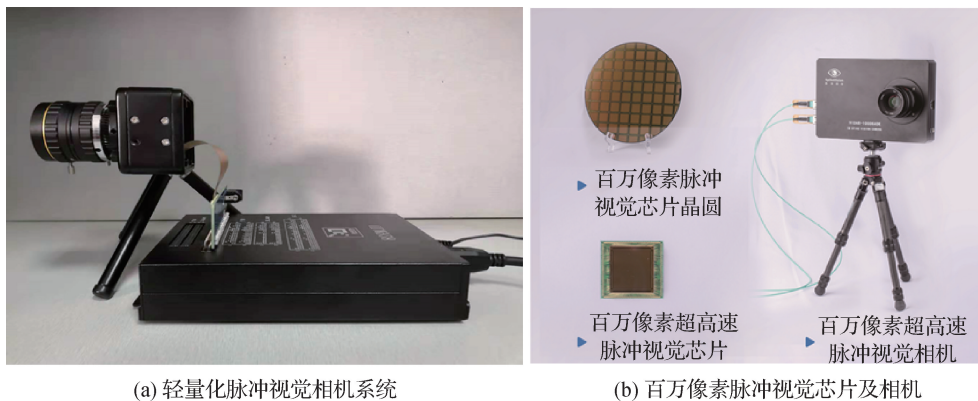 百万像素脉冲
视觉芯片晶圆
百万像素超高速
脉冲视觉芯片
百万像素超高速
脉冲视觉相机
(a) 轻量化脉冲视觉相机系统
(b) 百万像素脉冲视觉芯片及相机